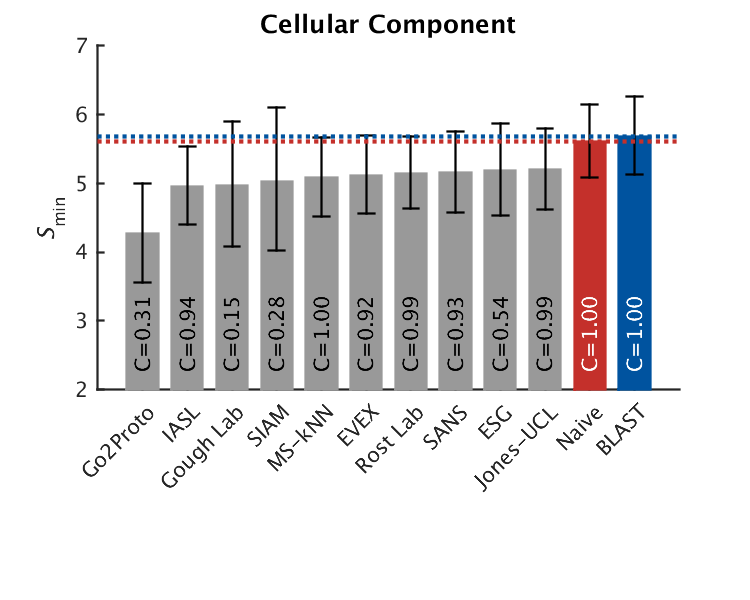 Cellular Component
7
6
5
4
3
2
Smin
C=0.31
C=0.94
C=0.15
C=0.28
C=1.00
C=0.92
C=0.99
C=0.93
C=0.54
C=0.99
C=1.00
C=1.00
Go2Proto
IASL
Gough Lab
SIAM
MS-kNN
EVEX
Rost Lab
SANS
ESG
Jones-UCL
Naive
BLAST